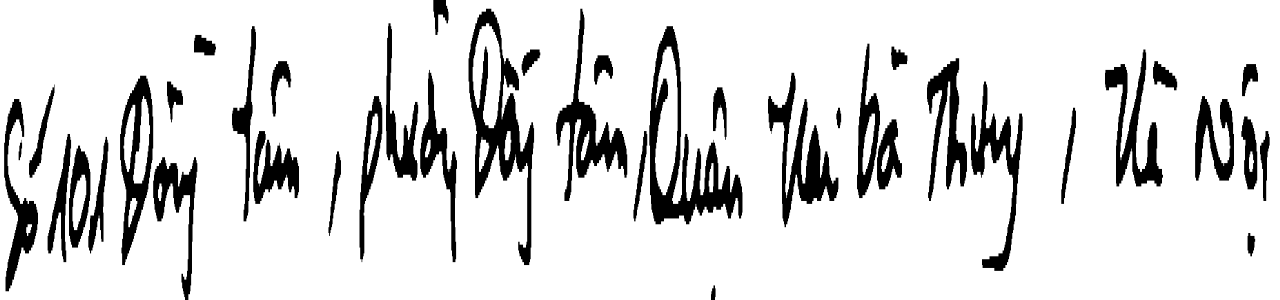 Số 101 Đồng tâm, phường Đồng tâm, Quận Hai Bà Trưng, Hà Nội